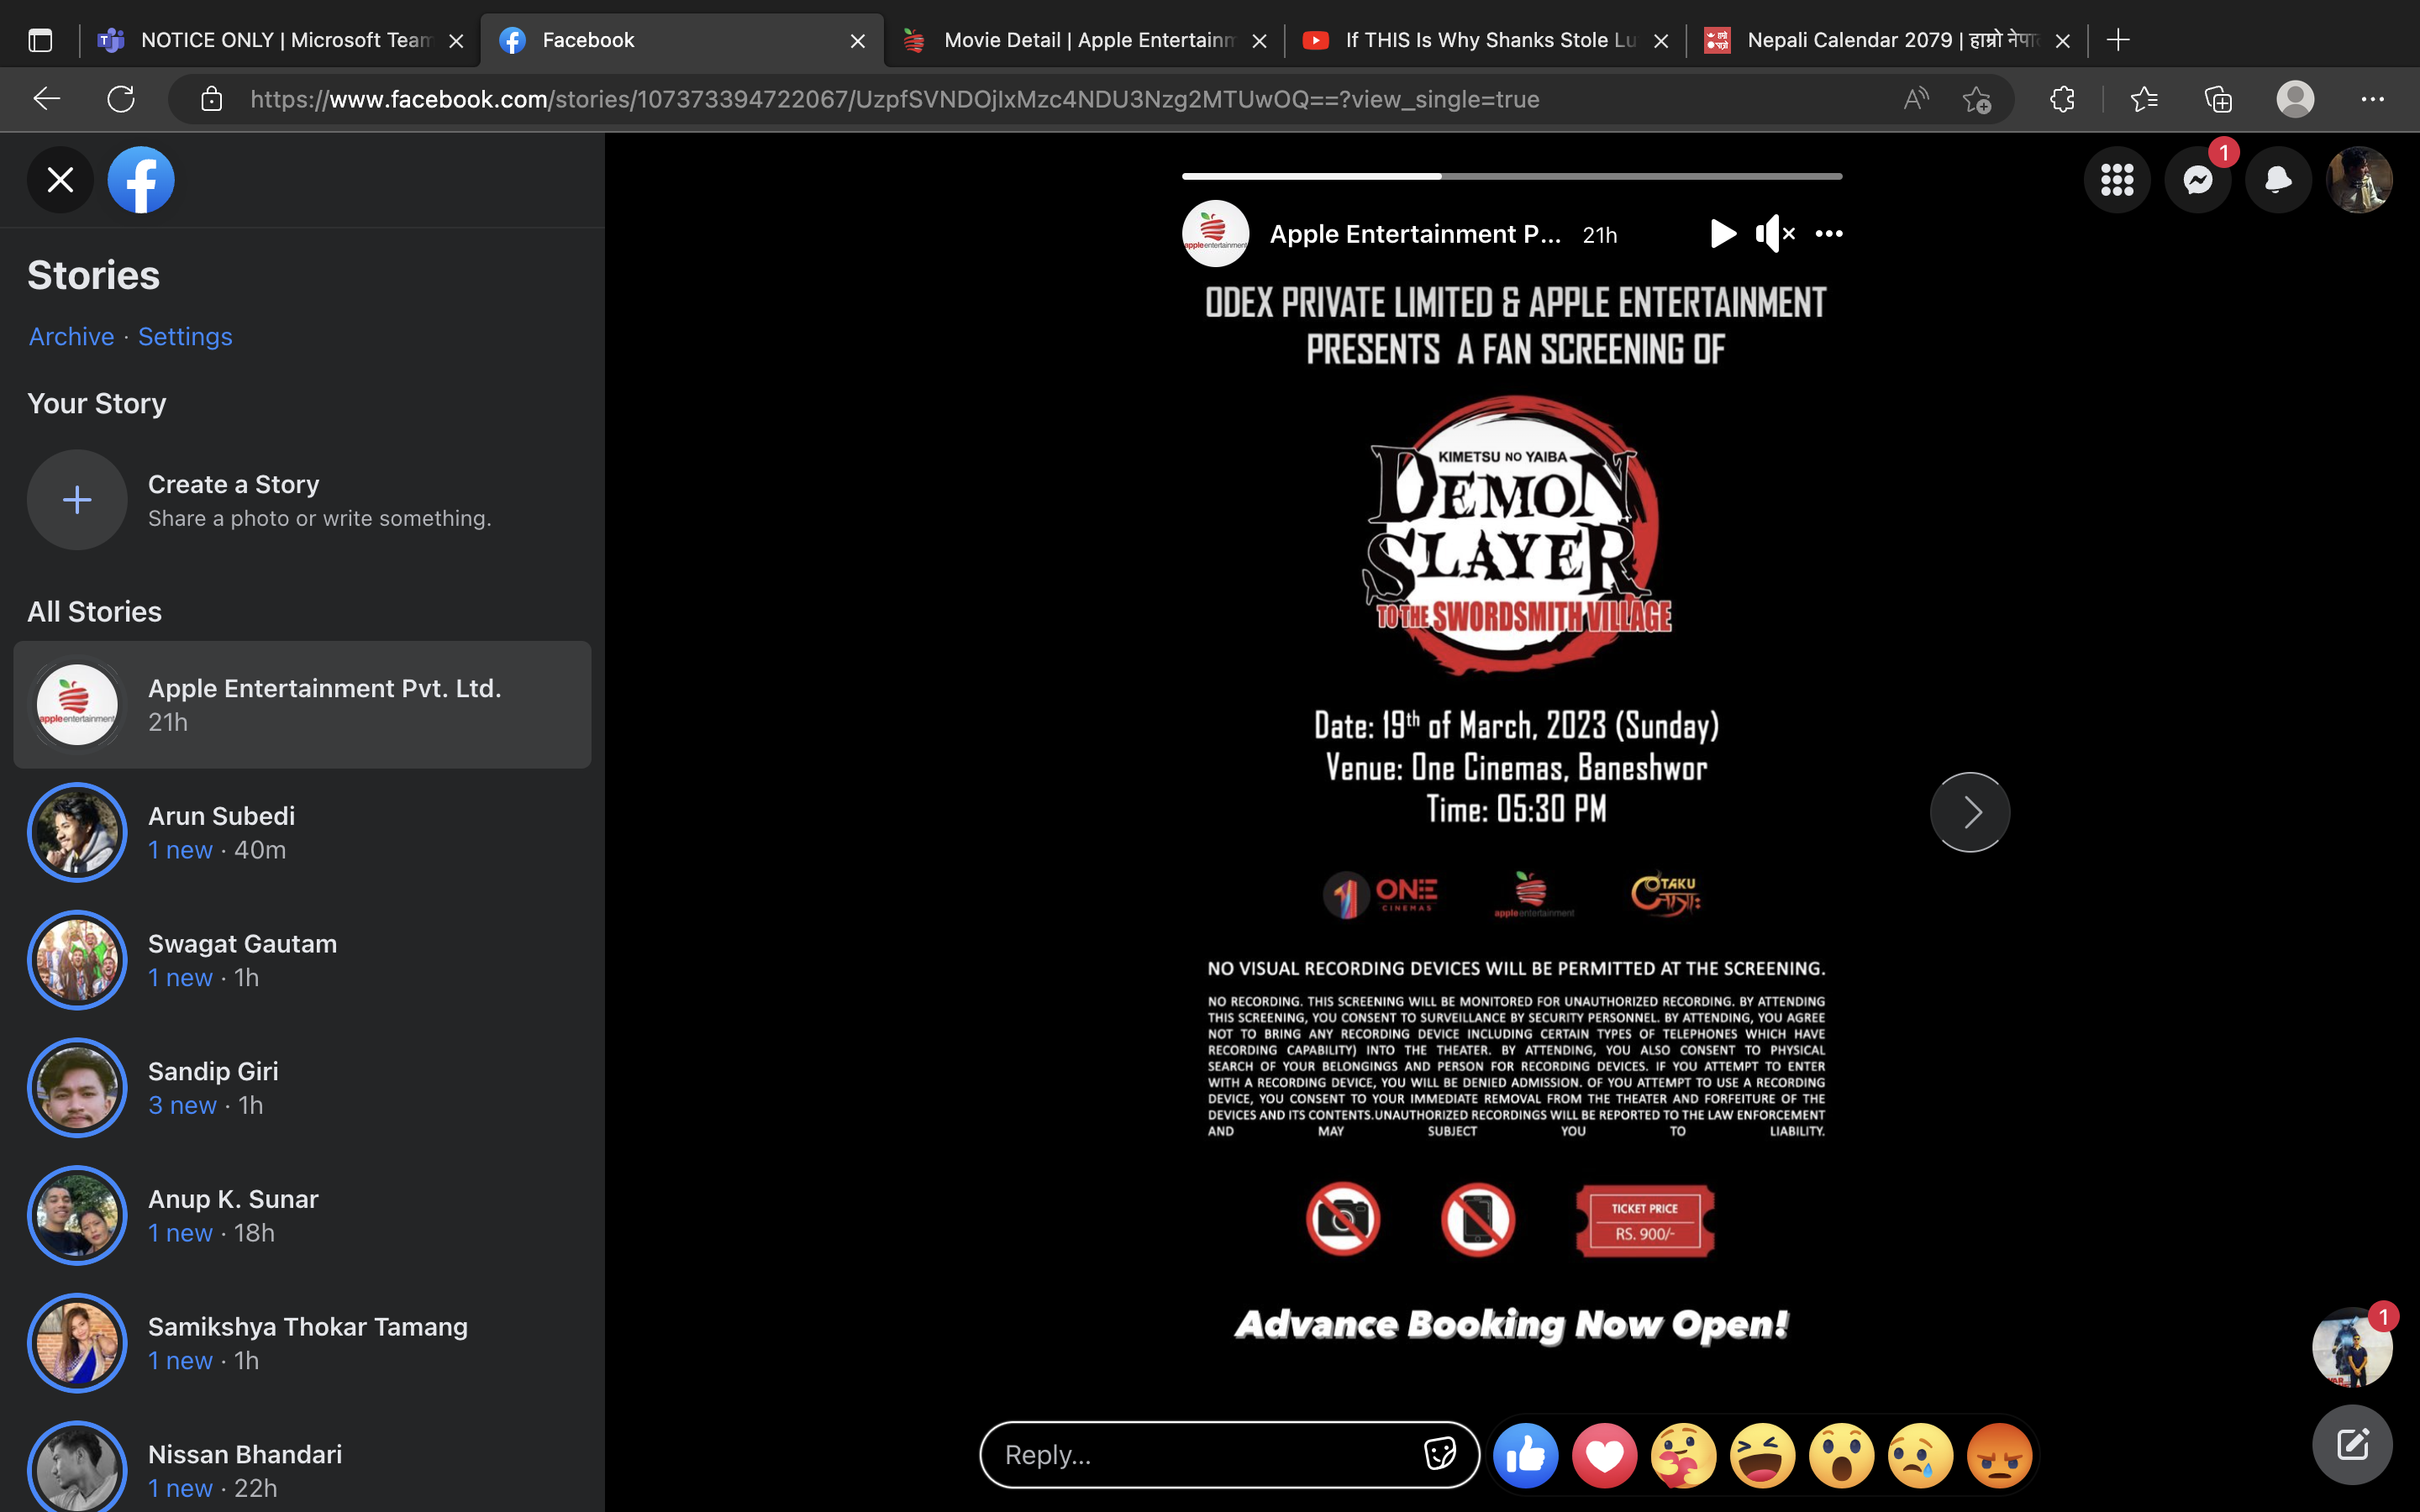 NOTICE ONLY | Microsoft Team
Facebook
Movie Detail | Apple Entertainm
If THIS Is Why Shanks Stole Lu
Nepali Calendar 2079 | हाम्रो नेपा
https://www.facebook.com/stories/107373394722067/UzpfSVNDOjIxMzc4NDU3Nzg2MTUwOQ==?view_single=true
Stories
Archive · Settings
Your Story
Create a Story
Share a photo or write something.
All Stories
Apple Entertainment Pvt. Ltd.
21h
Arun Subedi
1 new · 40m
Swagat Gautam
1 new · 1h
Sandip Giri
3 new · 1h
Anup K. Sunar
1 new · 18h
Samikshya Thokar Tamang
1 new · 1h
Nissan Bhandari
1 new · 22h
1
Apple Entertainment P... 21h
ODEX PRIVATE LIMITED & APPLE ENTERTAINMENT
PRESENTS A FAN SCREENING OF
KIMETSU NO YAIBA
DEMON
SLAYER
TO THE SWORDSMITH VILLAGE
Date: 19th of March, 2023 (Sunday)
Venue: One Cinemas, Baneshwor
Time: 05:30 PM
ONE
CINEMAS
apple entertainment
OTAKU
NO VISUAL RECORDING DEVICES WILL BE PERMITTED AT THE SCREENING.
NO RECORDING. THIS SCREENING WILL BE MONITORED FOR UNAUTHORIZED RECORDING. BY ATTENDING
THIS SCREENING, YOU CONSENT TO SURVEILLANCE BY SECURITY PERSONNEL. BY ATTENDING, YOU AGREE
NOT TO BRING ANY RECORDING DEVICE INCLUDING CERTAIN TYPES OF TELEPHONES WHICH HAVE
RECORDING CAPABILITY) INTO THE THEATER. BY ATTENDING, YOU ALSO CONSENT TO PHYSICAL
SEARCH OF YOUR BELONGINGS AND PERSON FOR RECORDING DEVICES. IF YOU ATTEMPT TO ENTER
WITH A RECORDING DEVICE, YOU WILL BE DENIED ADMISSION. OF YOU ATTEMPT TO USE A RECORDING
DEVICE, YOU CONSENT TO YOUR IMMEDIATE REMOVAL FROM THE THEATER AND FORFEITURE OF THE
DEVICES AND ITS CONTENTS.UNAUTHORIZED RECORDINGS WILL BE REPORTED TO THE LAW ENFORCEMENT
AND MAY SUBJECT YOU TO LIABILITY.
TICKET PRICE
RS. 900/-
Advance Booking Now Open!
Reply...
1